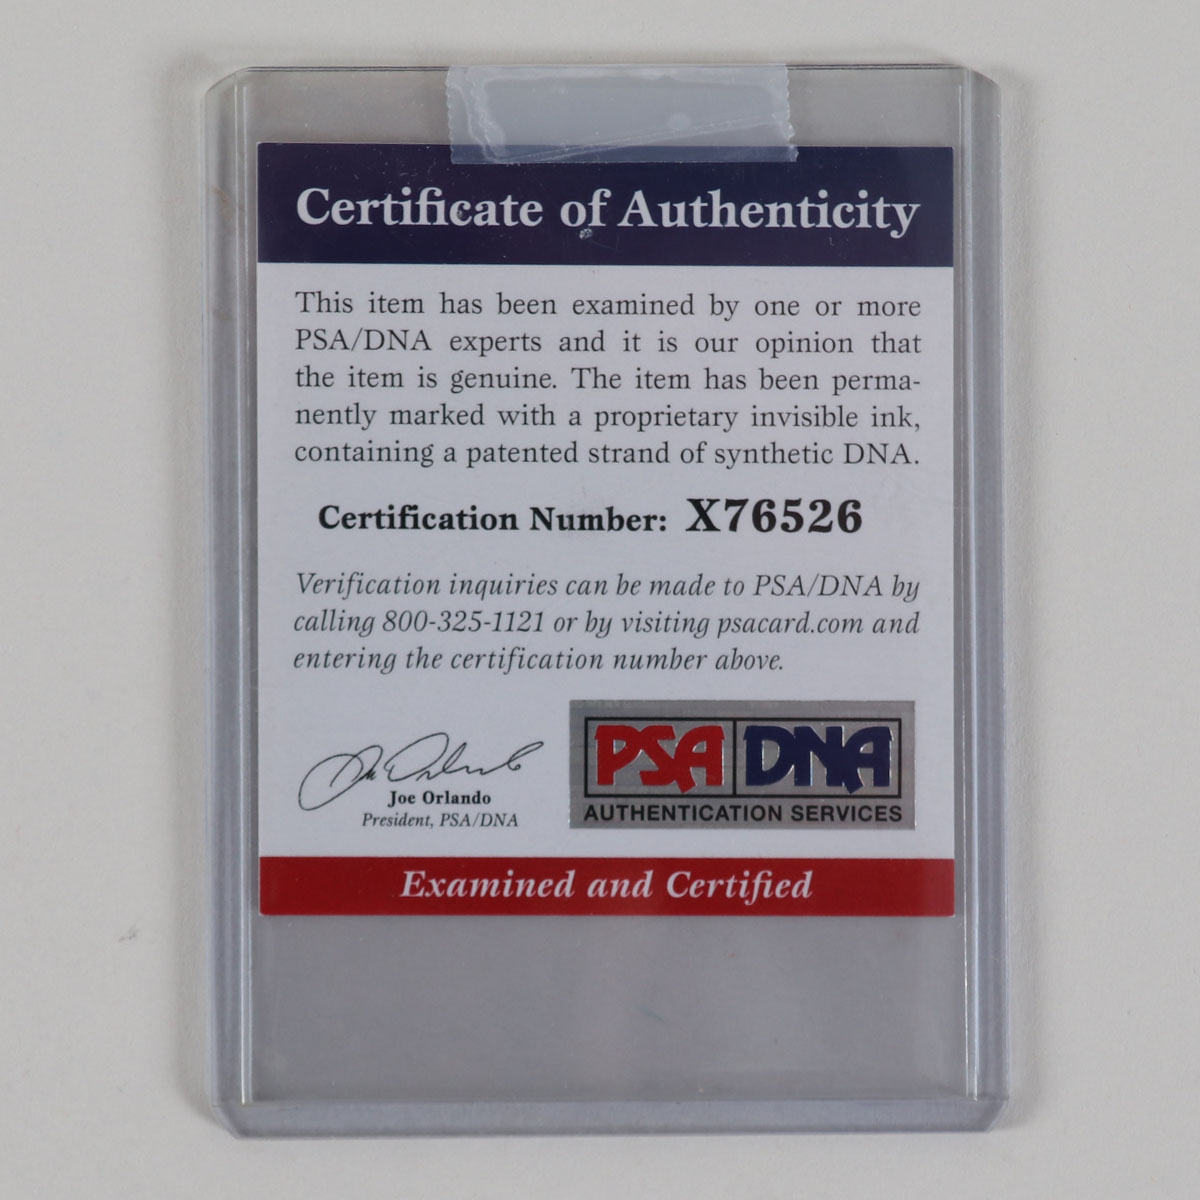 Certificate of Authenticity
This item has been examined by one or more
PSA/DNA experts and it is our opinion that
the item is genuine. The item has been perma-
nently marked with a proprietary invisible ink,
containing a patented strand of synthetic DNA.
Certification Number: X76526
Verification inquiries can be made to PSA/DNA by
calling 800-325-1121 or by visiting psacard.com and
entering the certification number above.
Joe Orlando
President, PSA/DNA
PSA DNA
AUTHENTICATION SERVICES
Examined and Certified